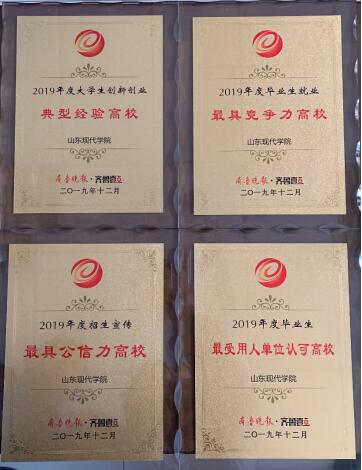 2019年度大学生创新创业
典型经验高校
山东现代学院
齐鲁晚报·齐鲁壹点
二〇一九年十二月
2019年度毕业生就业
最具竞争力高校
山东现代学院
齐鲁晚报·齐鲁壹点
二〇一九年十二月
2019年度招生宣传
最具公信力高校
山东现代学院
齐鲁晚报·齐鲁壹点
二〇一九年十二月
2019年度毕业生
最受用人单位认可高校
山东现代学院
齐鲁晚报·齐鲁壹点
二〇一九年十二月